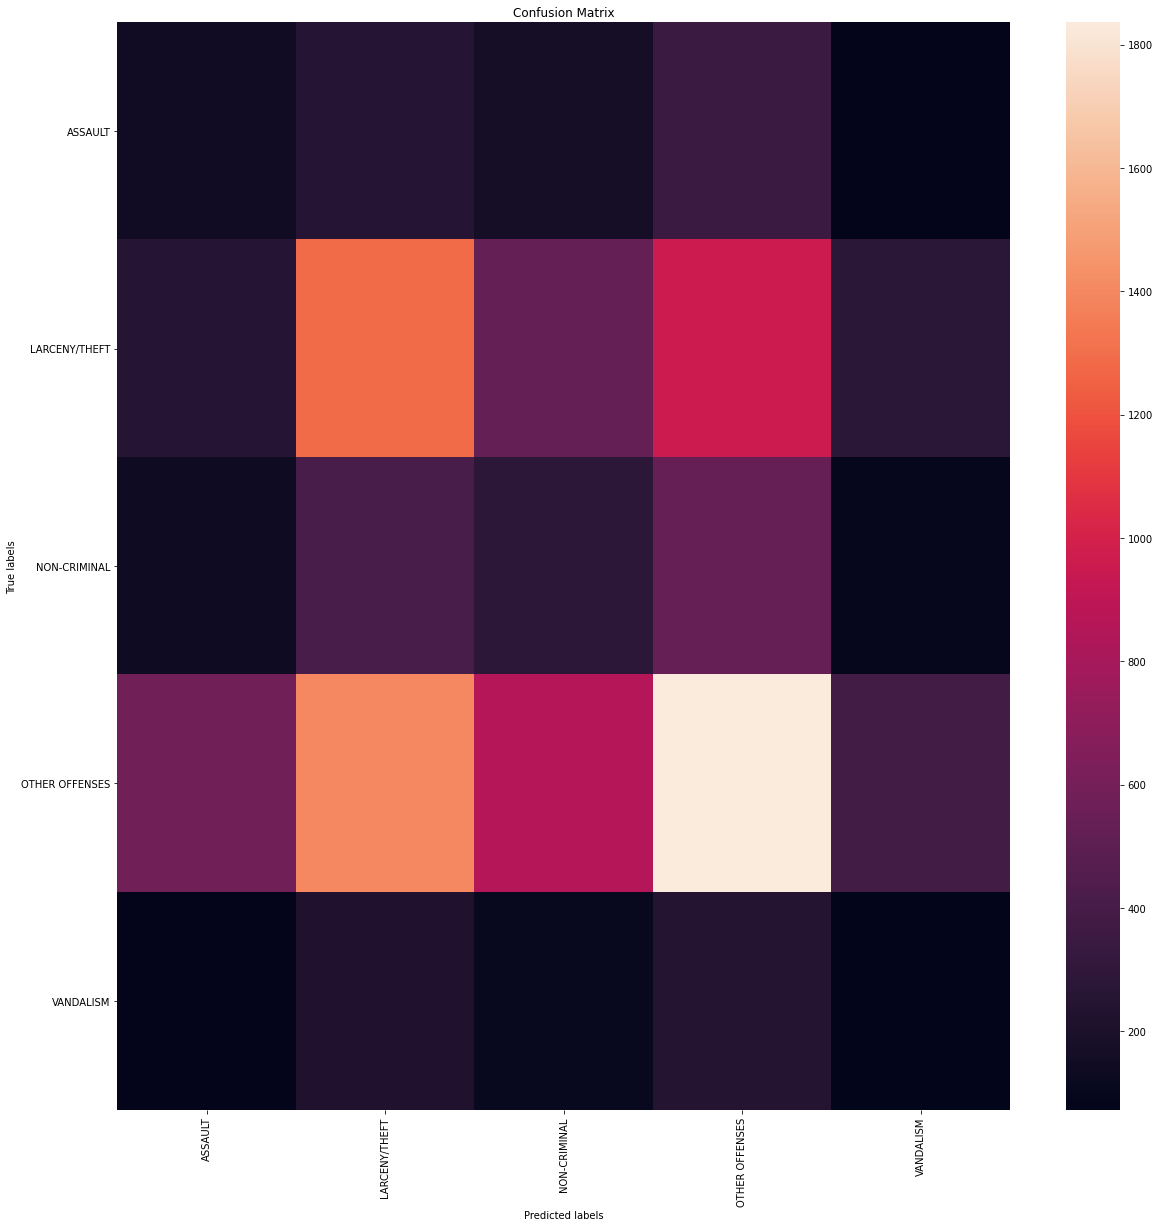 Confusion Matrix
True labels
ASSAULT
LARCENY/THEFT
NON-CRIMINAL
OTHER OFFENSES
VANDALISM
ASSAULT
LARCENY/THEFT
NON-CRIMINAL
OTHER OFFENSES
VANDALISM
Predicted labels
1800
1600
1400
1200
1000
800
600
400
200